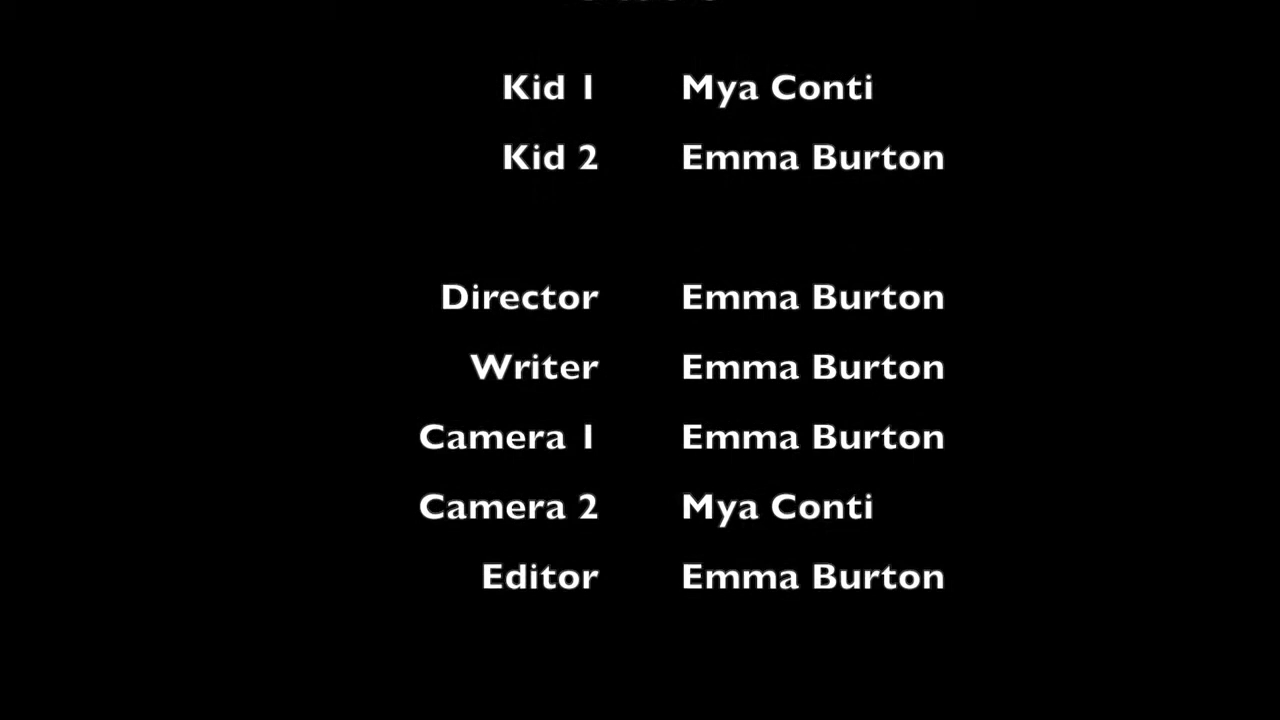 Kid 1 Mya Conti
Kid 2 Emma Burton
Director Emma Burton
Writer Emma Burton
Camera 1 Emma Burton
Camera 2 Mya Conti
Editor Emma Burton